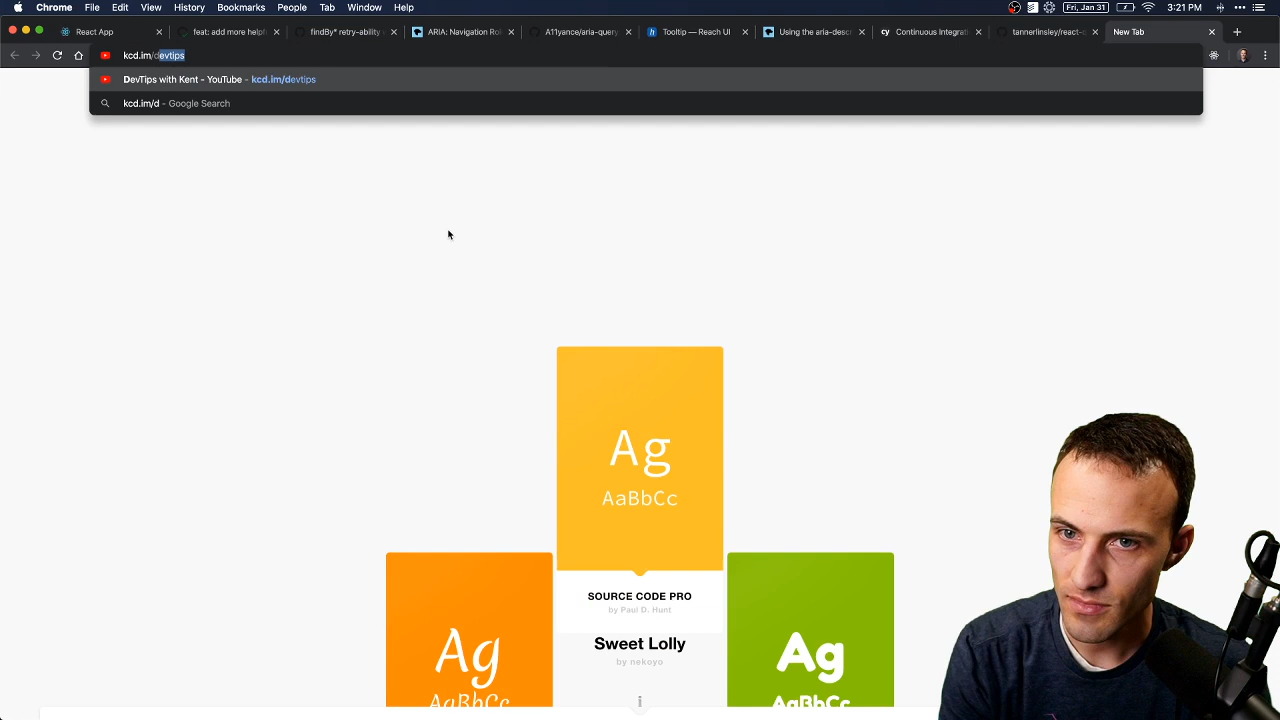 Chrome File Edit View History Bookmarks People Tab Window Help
Fri Jan 31 3:21 PM
React App
feat: add more helpf
findBy* retry-ability
ARIA: Navigation Rol
A11yance/aria-query
Tooltip — Reach UI
Using the aria-descri
Continuous Integrati
tannerlinsley/react-
New Tab
kcd.im/devtips
DevTips with Kent - YouTube - kcd.im/devtips
kcd.im/d - Google Search
Ag
AaBbCc
SOURCE CODE PRO
by Paul D. Hunt
Ag
AaBbCc
Sweet Lolly
by nekoyo
i
Ag
AaBbCc